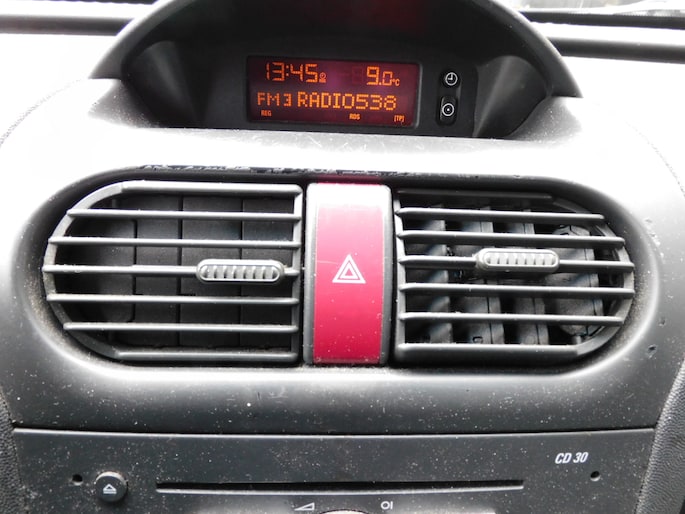 13:45 9.0°C
FM3 RADIO538
REG RDS [TP]
CD 30